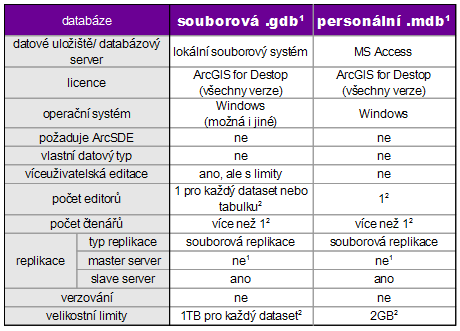 databáze souborová .gdb¹ personální .mdb¹
datové uložiště/ databázový server lokální souborový systém MS Access
licence ArcGIS for Destop (všechny verze) ArcGIS for Destop (všechny verze)
operační systém Windows (možná i jiné) Windows
požaduje ArcSDE ne ne
vlastní datový typ ne ne
víceuživatelská editace ano, ale s limity ne
počet editorů 1 pro každý dataset nebo tabulku² 1²
počet čtenářů více než 1² více než 1²
replikace typ replikace souborová replikace souborová replikace
master server ne¹ ne¹
slave server ano ano
verzování ne ne
velikostní limity 1TB pro každý dataset² 2GB²